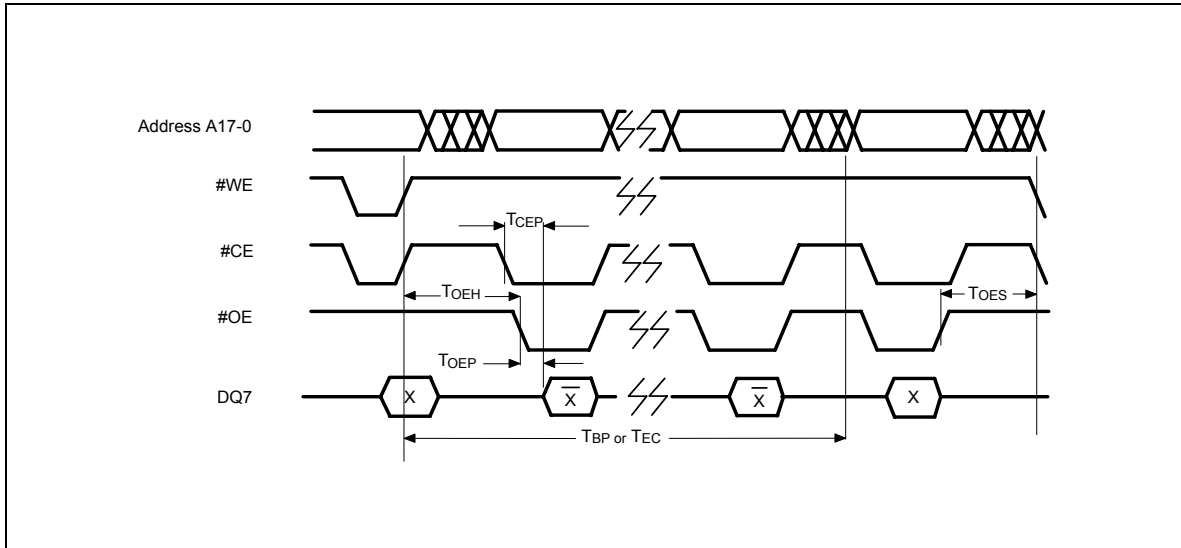 Address A17-0
#WE
TCEP
#CE
TOEH
TOES
#OE
TOEP
DQ7
X
X̅
X̅
X
TBP or TEC